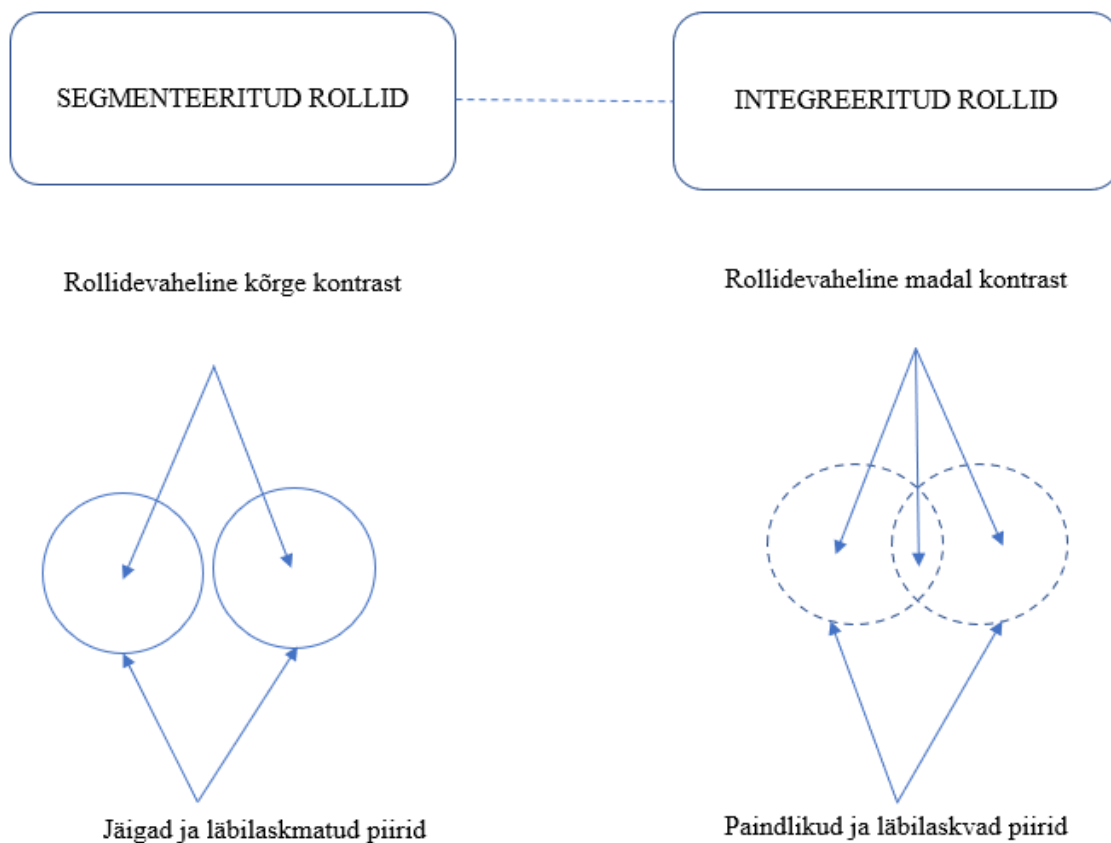 SEGMENTEERITUD ROLLID
INTEGREERITUD ROLLID
Rollidevaheline kõrge kontrast
Rollidevaheline madal kontrast
Jäigad ja läbilaskmatud piirid
Paindlikud ja läbilaskvad piirid